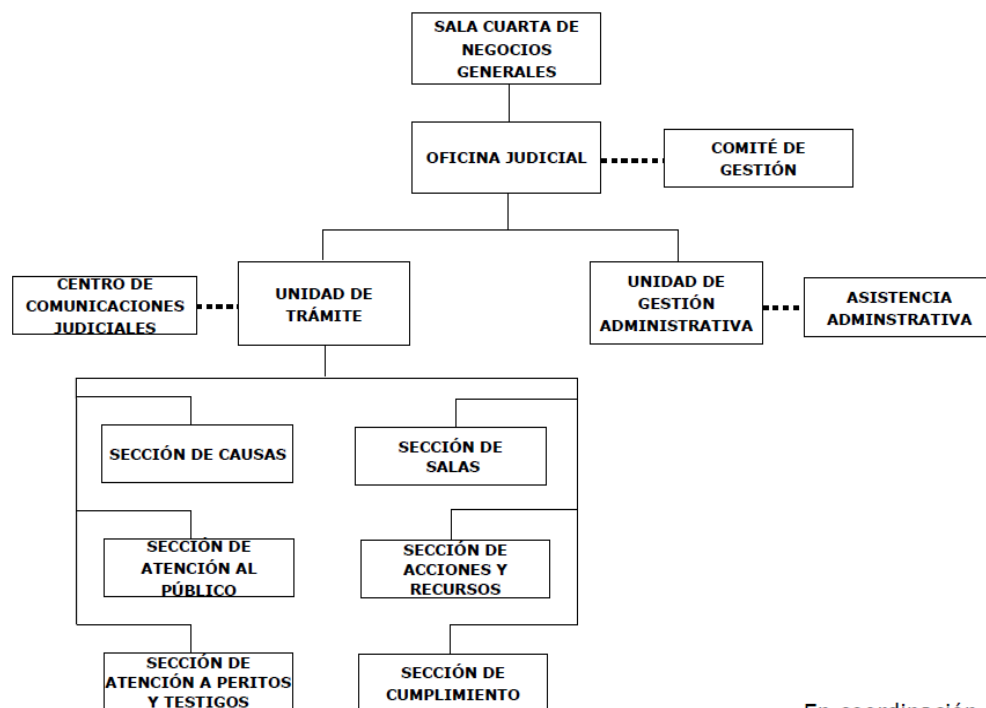 SALA CUARTA DE
NEGOCIOS
GENERALES
OFICINA JUDICIAL
COMITÉ DE
GESTIÓN
CENTRO DE
COMUNICACIONES
JUDICIALES
UNIDAD DE
TRÁMITE
UNIDAD DE
GESTIÓN
ADMINISTRATIVA
ASISTENCIA
ADMINSTRATIVA
SECCIÓN DE CAUSAS
SECCIÓN DE
SALAS
SECCIÓN DE
ATENCIÓN AL
PÚBLICO
SECCIÓN DE
ACCIONES Y
RECURSOS
SECCIÓN DE
ATENCIÓN A PERITOS
Y TESTIGOS
SECCIÓN DE
CUMPLIMIENTO
En coordinación